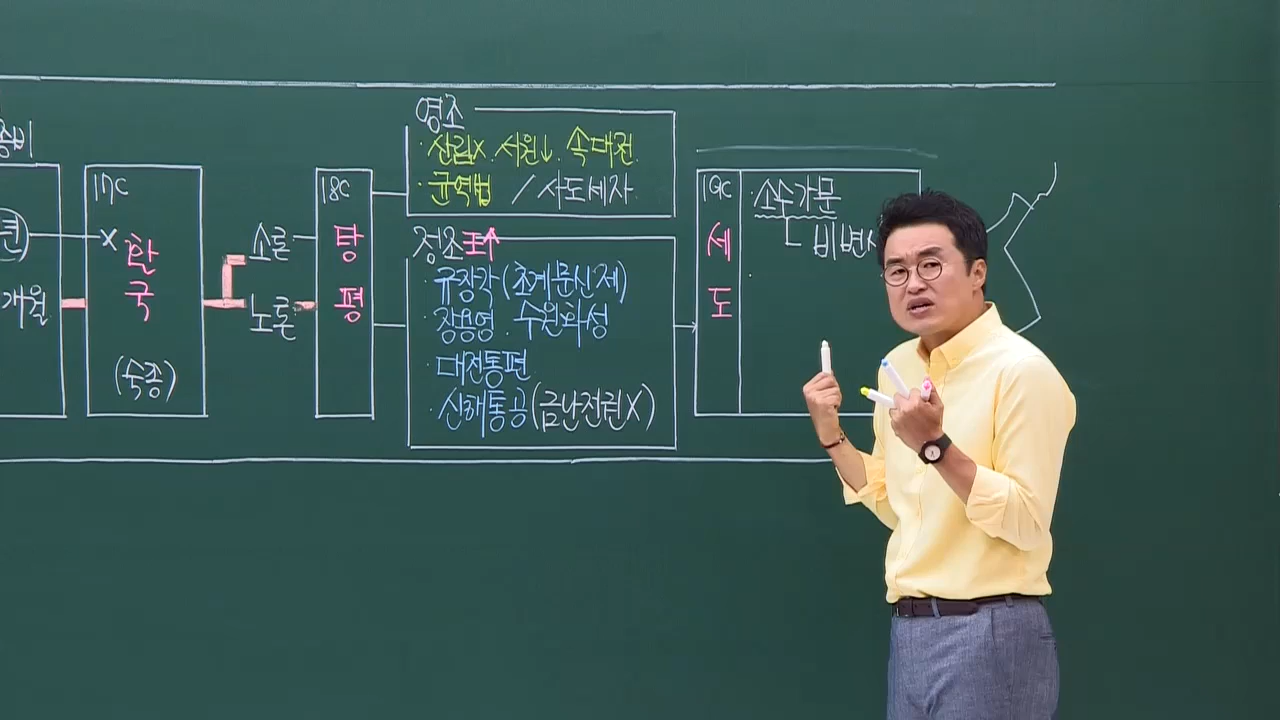 17C
X 환
국
(숙종)
개월
소론
노론
18C
탕
평
영조
· 산림X. 서원↓. 속대전
· 균역법 / 사도세자
정조 王↑
· 규장각(초계문신제)
· 장용영. 수원화성
· 대전통편
· 신해통공(금난전권X)
19C
세
도
· 소수가문
└ 비변사
·